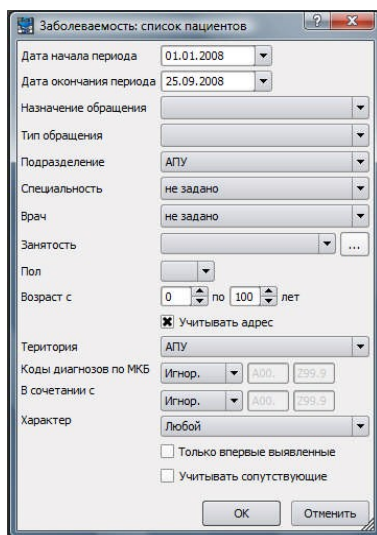 Заболеваемость: список пациентов
Дата начала периода 01.01.2008
Дата окончания периода 25.09.2008
Назначение обращения
Тип обращения
Подразделение АПУ
Специальность не задано
Врач не задано
Занятость ...
Пол
Возраст с 0 по 100 лет
Учитывать адрес
Територия АПУ
Коды диагнозов по МКБ Игнор. A00. Z99.9
В сочетании с Игнор. A00. Z99.9
Характер Любой
Только впервые выявленные
Учитывать сопутствующие
ОК Отменить